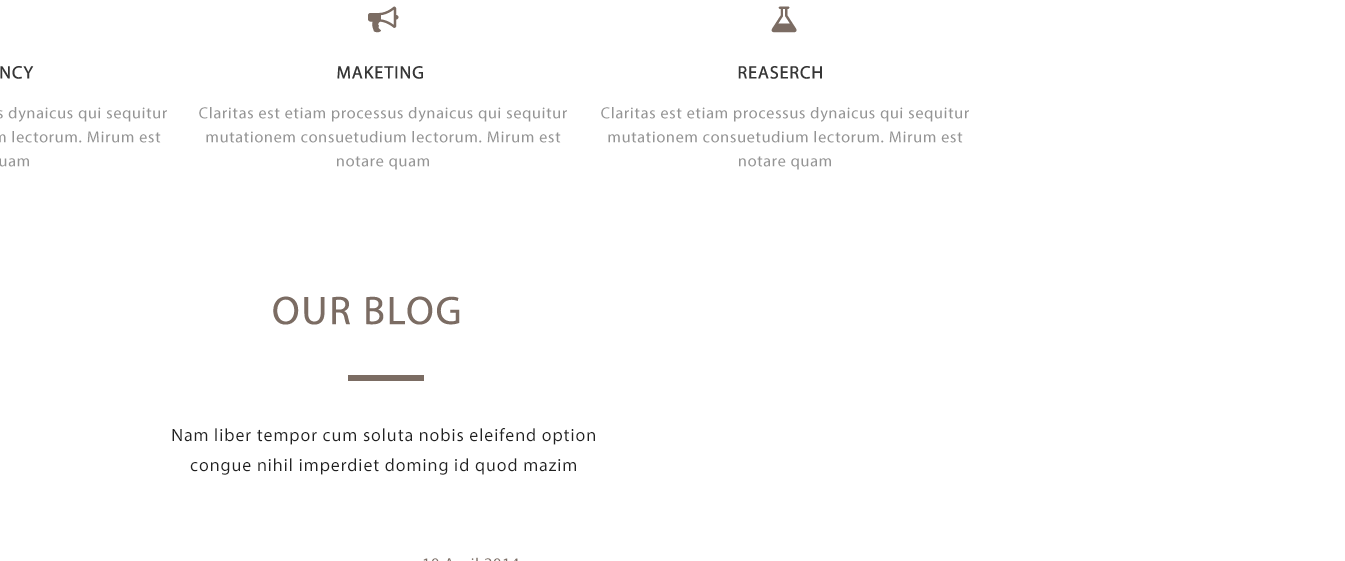 NCY
MAKETING
REASERCH
s dynaicus qui sequitur
m lectorum. Mirum est
uam
Claritas est etiam processus dynaicus qui sequitur
mutationem consuetudium lectorum. Mirum est
notare quam
Claritas est etiam processus dynaicus qui sequitur
mutationem consuetudium lectorum. Mirum est
notare quam
OUR BLOG
Nam liber tempor cum soluta nobis eleifend option
congue nihil imperdiet doming id quod mazim